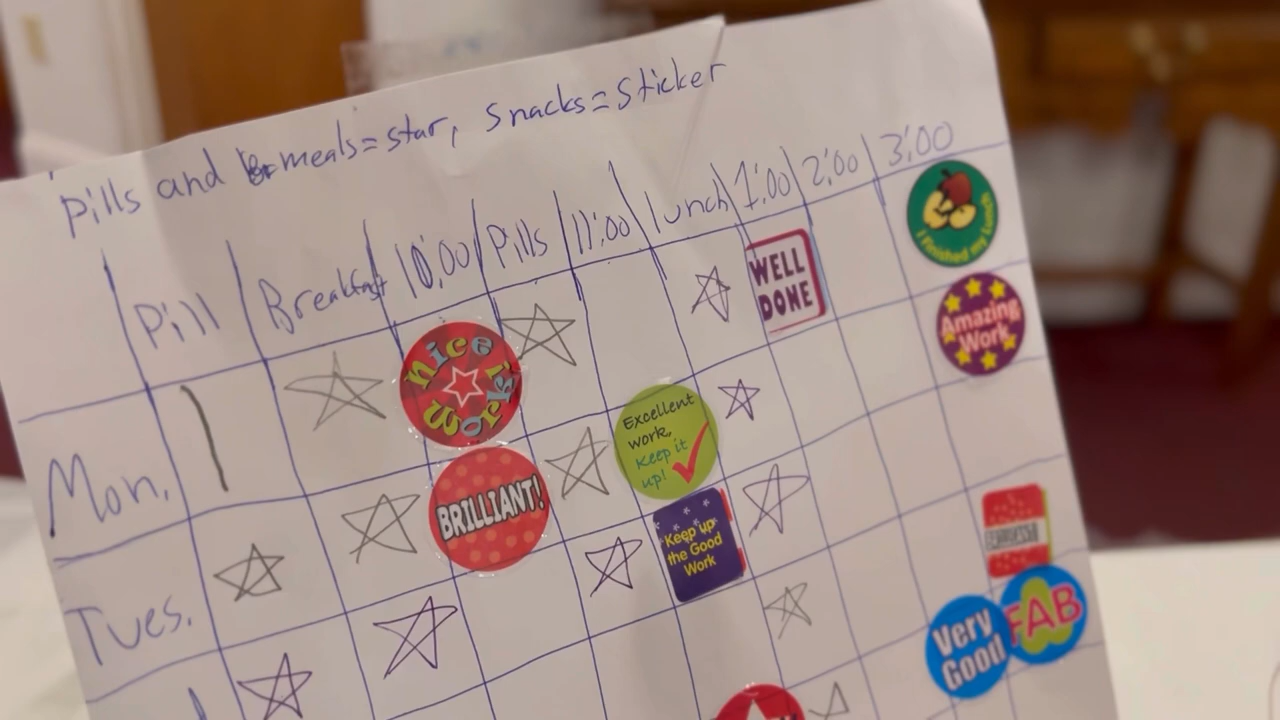 Pills and meals=star, Snacks=Sticker
Pill Breakfast 10:00 Pills 11:00 lunch 1:00 2:00 3:00
I Finished my Lunch
WELL
DONE
Amazing
Work
Nice
Work
Mon.
Excellent
work,
Keep it
up!
BRILLIANT!
Keep up
the Good
Work
Tues.
Very
Good
FAB